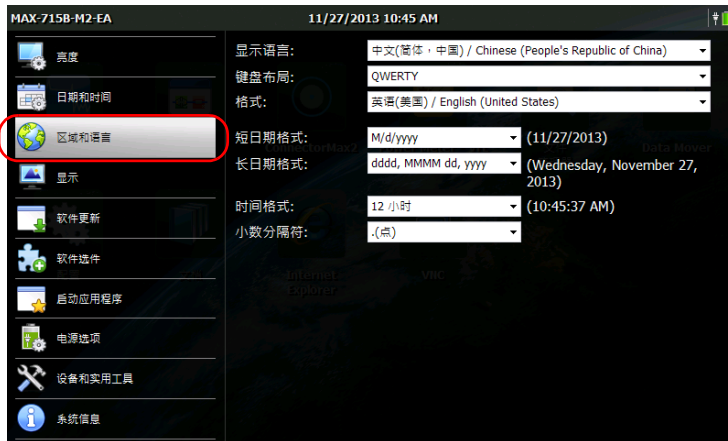 MAX-715B-M2-EA 11/27/2013 10:45 AM
亮度
日期和时间
区域和语言
显示
软件更新
软件选件
启动应用程序
电源选项
设备和实用工具
系统信息
显示语言: 中文(简体，中国) / Chinese (People's Republic of China)
键盘布局: QWERTY
格式: 英语(美国) / English (United States)
短日期格式: M/d/yyyy (11/27/2013)
长日期格式: dddd, MMMM dd, yyyy (Wednesday, November 27,
2013)
时间格式: 12 小时 (10:45:37 AM)
小数分隔符: .(点)
ConnectorMax2
Data Mover
Internet
Explorer
VNC